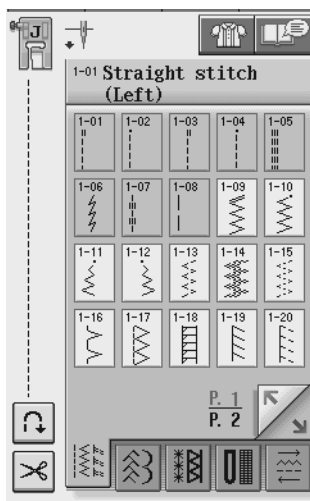 J
1-01 Straight stitch
(Left)
1-01 1-02 1-03 1-04 1-05
1-06 1-07 1-08 1-09 1-10
1-11 1-12 1-13 1-14 1-15
1-16 1-17 1-18 1-19 1-20
P. 1
P. 2